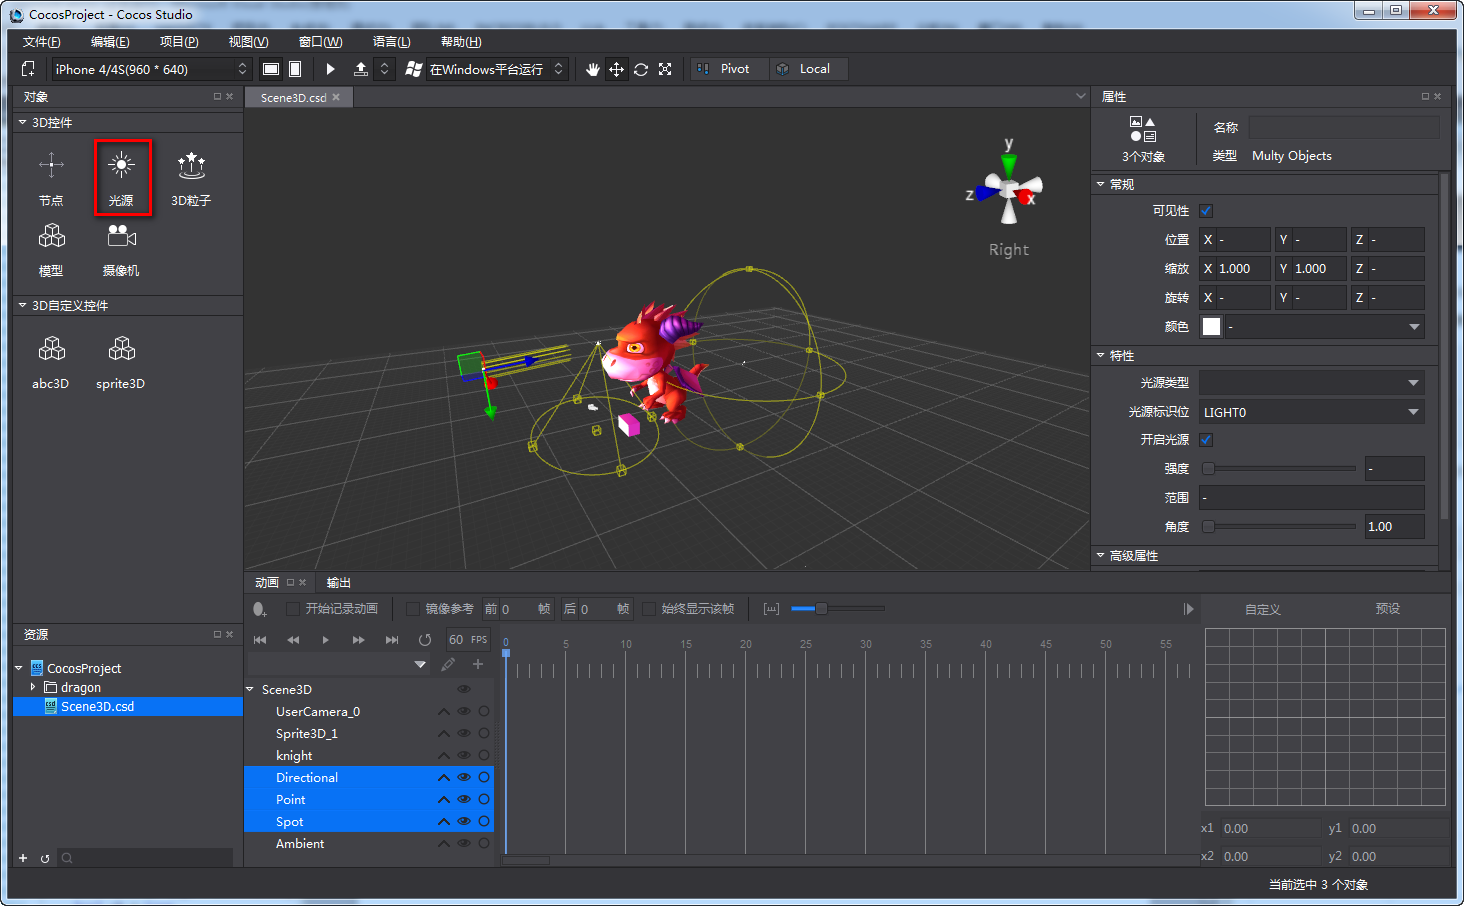 CocosProject - Cocos Studio
文件(F) 编辑(E) 项目(P) 视图(V) 窗口(W) 语言(L) 帮助(H)
iPhone 4/4S(960 * 640) 在Windows平台运行 Pivot Local
对象
3D控件
节点 光源 3D粒子
模型 摄像机
3D自定义控件
abc3D sprite3D
资源
CocosProject
dragon
Scene3D.csd
Scene3D.csd
y
z x
Right
属性
3个对象
名称
类型 Multy Objects
常规
可见性
位置 X - Y - Z -
缩放 X 1.000 Y 1.000 Z -
旋转 X - Y - Z -
颜色 -
特性
光源类型
光源标识位 LIGHT0
开启光源
强度 -
范围 -
角度 1.00
高级属性
动画 输出
开始记录动画 镜像参考 前 0 帧 后 0 帧 始终显示该帧
60 FPS
0 5 10 15 20 25 30 35 40 45 50 55
Scene3D
UserCamera_0
Sprite3D_1
knight
Directional
Point
Spot
Ambient
自定义 预设
x1 0.00 y1 0.00
x2 0.00 y2 0.00
当前选中 3 个对象